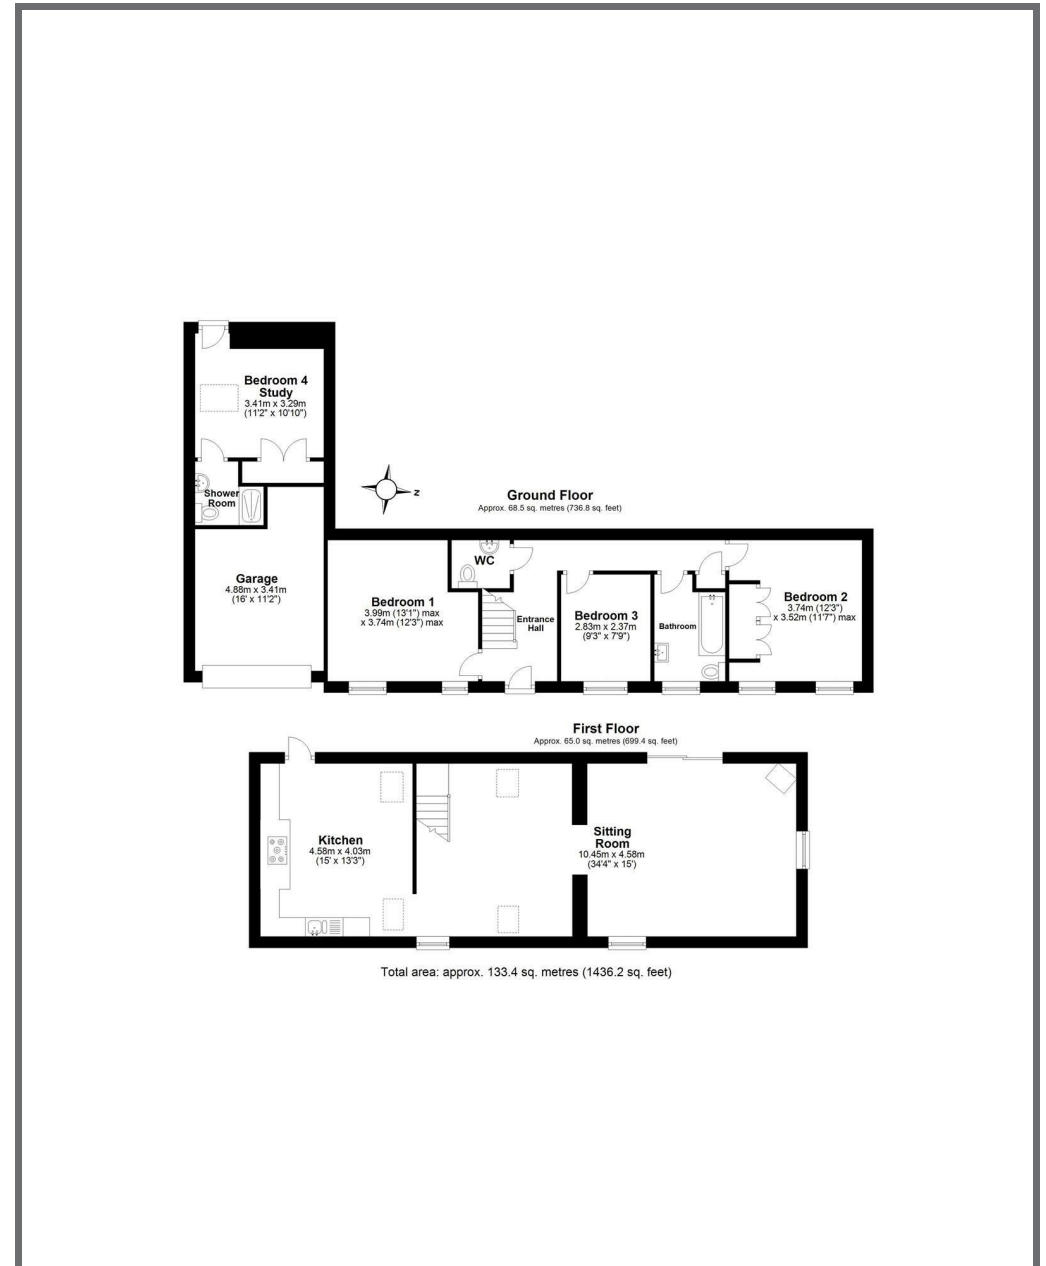 Bedroom 4
Study
3.41m x 3.29m
(11'2" x 10'10")
Shower
Room
z
Ground Floor
Approx. 68.5 sq. metres (736.8 sq. feet)
Garage
4.88m x 3.41m
(16' x 11'2")
WC
Bedroom 1
3.99m (13'1") max
x 3.74m (12'3") max
Entrance
Hall
Bedroom 3
2.83m x 2.37m
(9'3" x 7'9")
Bathroom
Bedroom 2
3.74m (12'3")
x 3.52m (11'7") max
First Floor
Approx. 65.0 sq. metres (699.4 sq. feet)
Kitchen
4.58m x 4.03m
(15' x 13'3")
Sitting
Room
10.45m x 4.58m
(34'4" x 15')
Total area: approx. 133.4 sq. metres (1436.2 sq. feet)